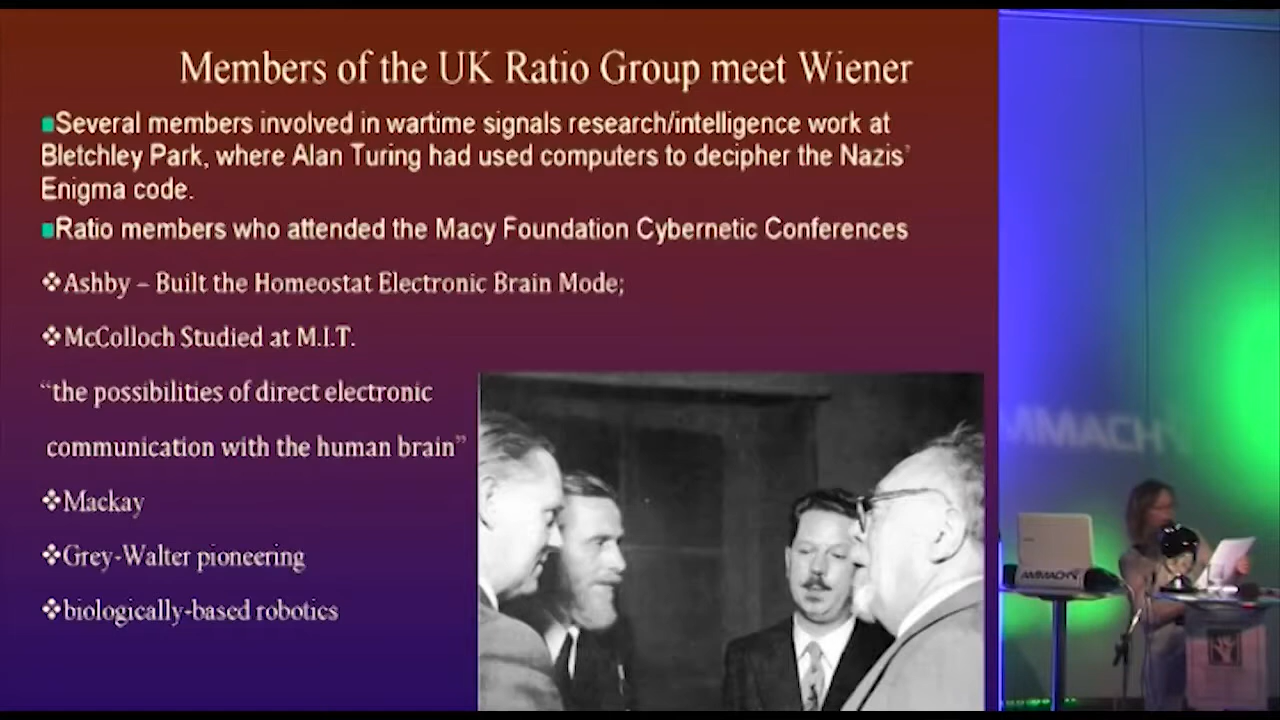 Members of the UK Ratio Group meet Wiener
■Several members involved in wartime signals research/intelligence work at
Bletchley Park, where Alan Turing had used computers to decipher the Nazis'
Enigma code.
■Ratio members who attended the Macy Foundation Cybernetic Conferences
❖Ashby – Built the Homeostat Electronic Brain Mode;
❖McColloch Studied at M.I.T.
“the possibilities of direct electronic
communication with the human brain”
❖Mackay
❖Grey-Walter pioneering
❖biologically-based robotics
AMMACH
AMMACH